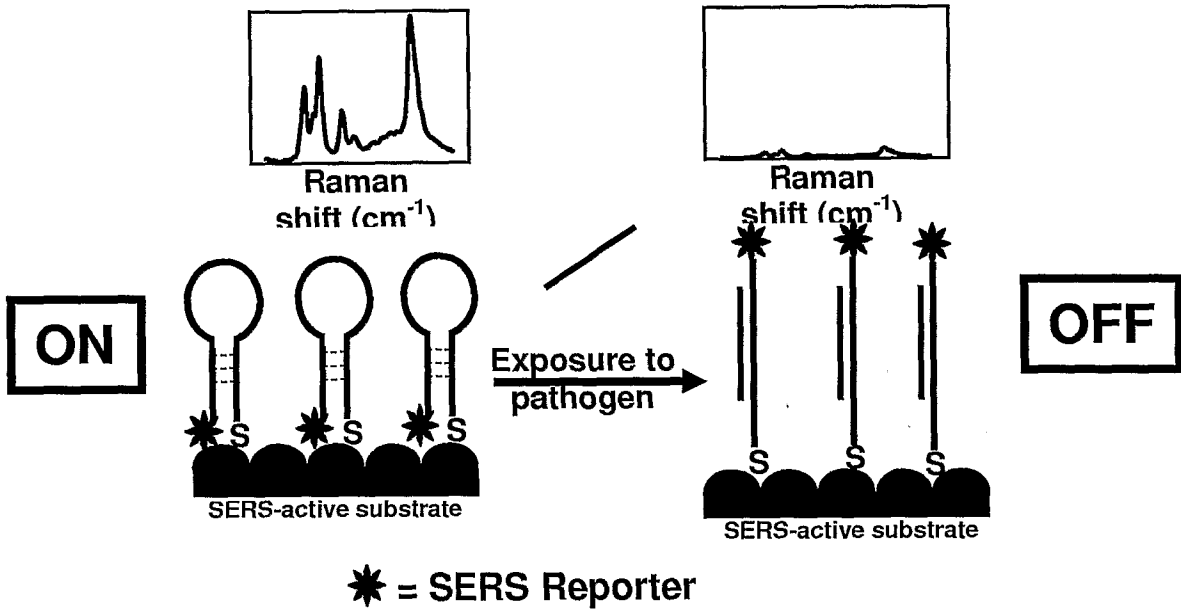 Raman
shift (cm⁻¹)
Raman
shift (cm⁻¹)
ON
OFF
Exposure to
pathogen
S
S
S
S
S
S
SERS-active substrate
SERS-active substrate
= SERS Reporter